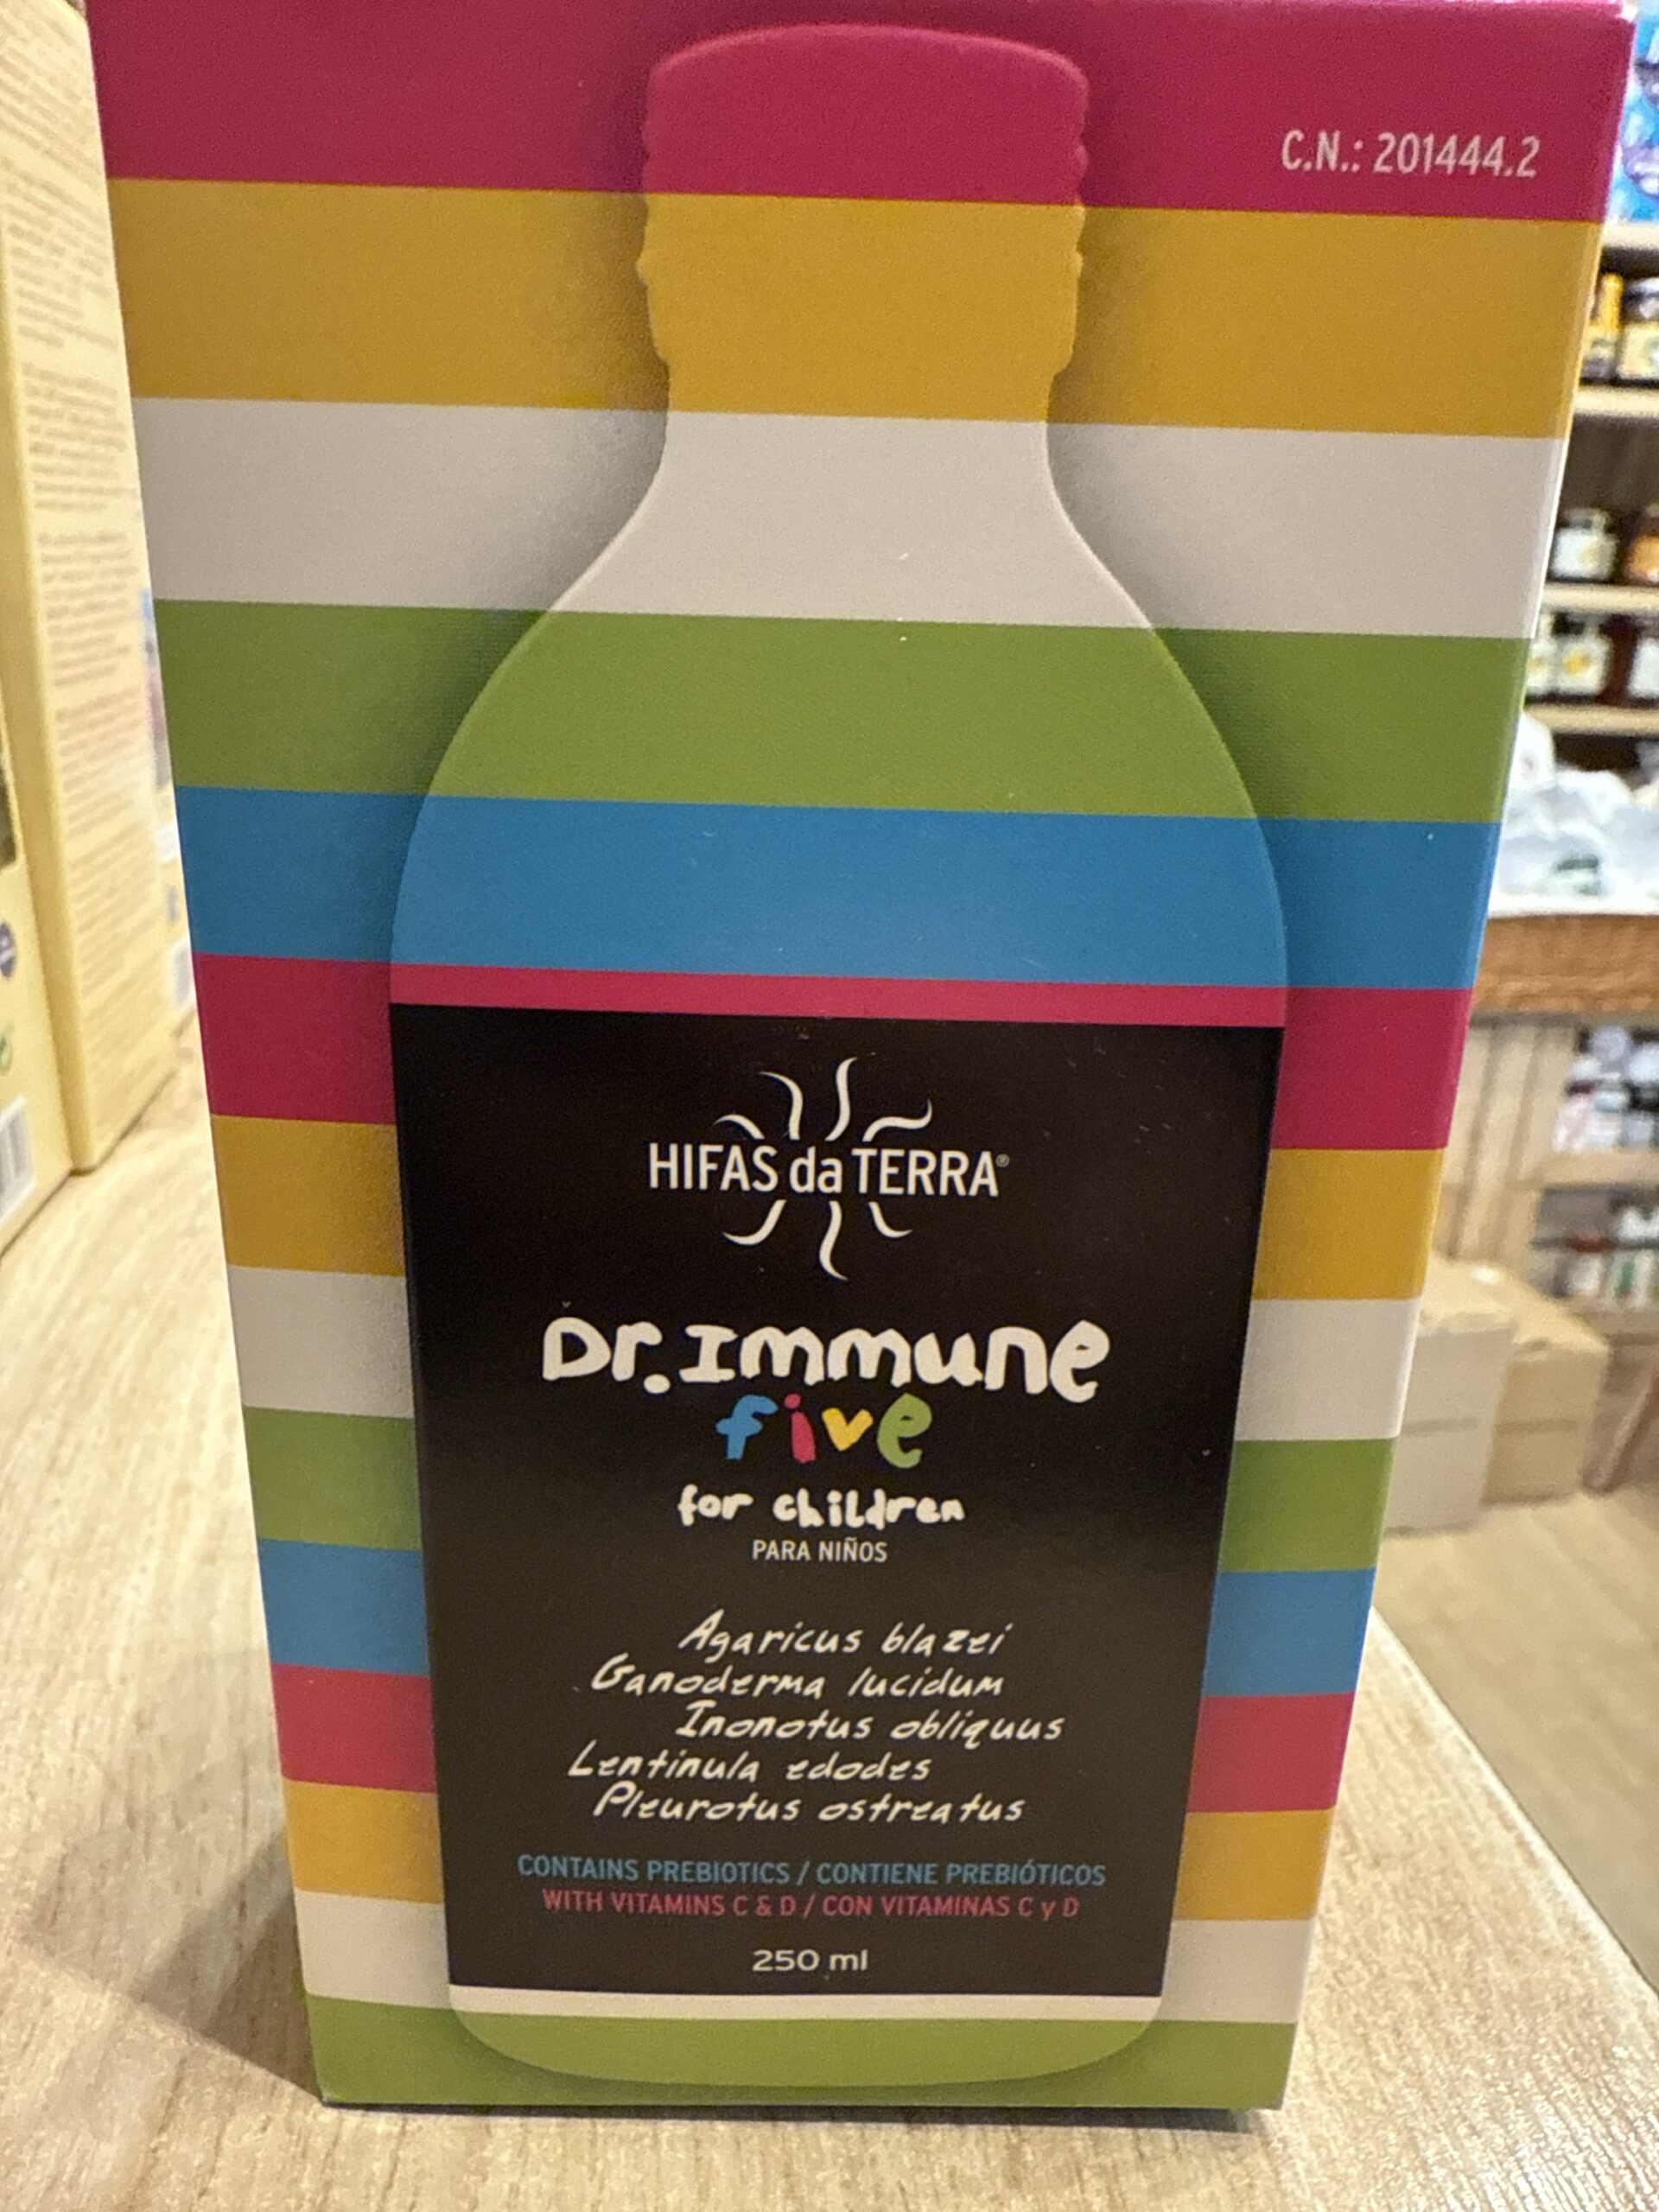 C.N.: 201444.2
HIFAS da TERRA®
Dr. Immune
five
for children
PARA NIÑOS
Agaricus blazei
Ganoderma lucidum
Inonotus obliquus
Lentinula edodes
Pleurotus ostreatus
CONTAINS PREBIOTICS / CONTIENE PREBIÓTICOS
WITH VITAMINS C & D / CON VITAMINAS C y D
250 ml